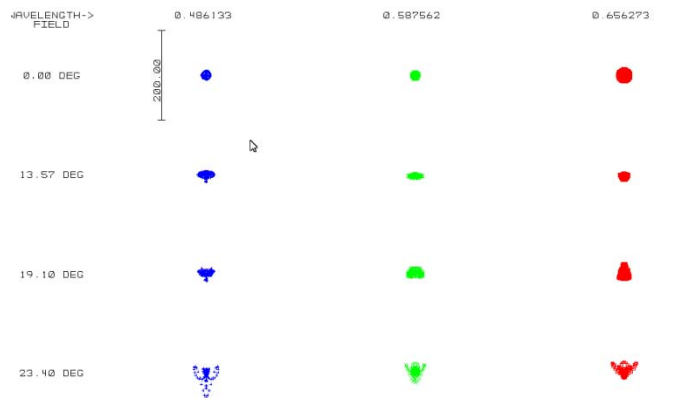 WAVELENGTH-> 0.486133 0.587562 0.656273
FIELD
200.00
0.00 DEG
13.57 DEG
19.10 DEG
23.40 DEG